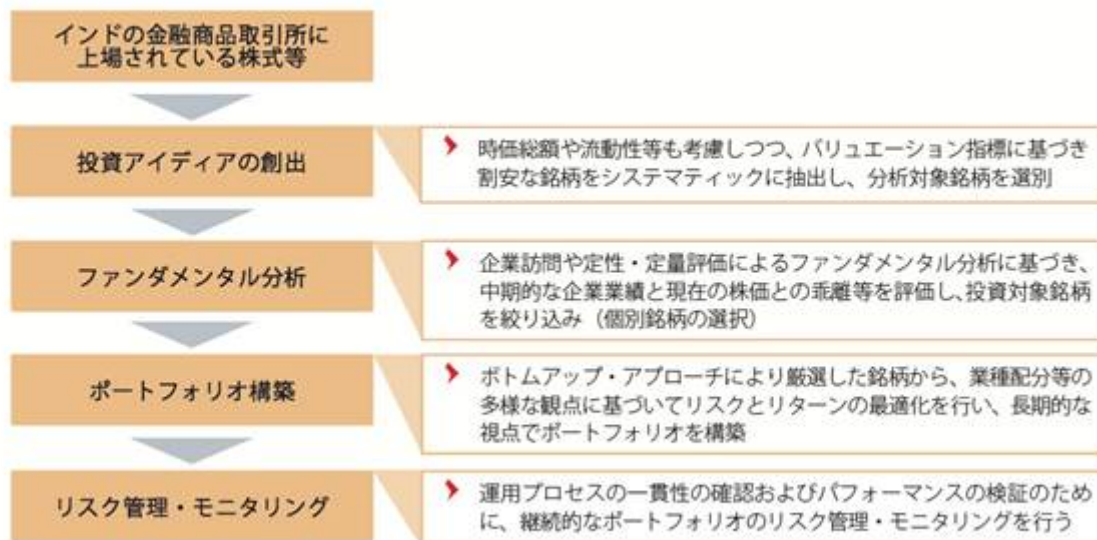 インドの金融商品取引所に
上場されている株式等
投資アイディアの創出
時価総額や流動性等も考慮しつつ、バリュエーション指標に基づき
割安な銘柄をシステマティックに抽出し、分析対象銘柄を選別
ファンダメンタル分析
企業訪問や定性・定量評価によるファンダメンタル分析に基づき、
中期的な企業業績と現在の株価との乖離等を評価し、投資対象銘柄
を絞り込み（個別銘柄の選択）
ポートフォリオ構築
ボトムアップ・アプローチにより厳選した銘柄から、業種配分等の
多様な観点に基づいてリスクとリターンの最適化を行い、長期的な
視点でポートフォリオを構築
リスク管理・モニタリング
運用プロセスの一貫性の確認およびパフォーマンスの検証のため
に、継続的なポートフォリオのリスク管理・モニタリングを行う